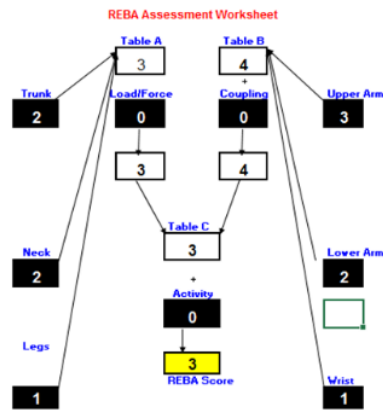 REBA Assessment Worksheet
Table A Table B
3 4
+
Trunk Load/Force Coupling Upper Arm
2 0 0 3
3 4
Table C
3
+
Neck Lower Arm
2 2
Activity
0
Legs
3
REBA Score
Wrist
1 1